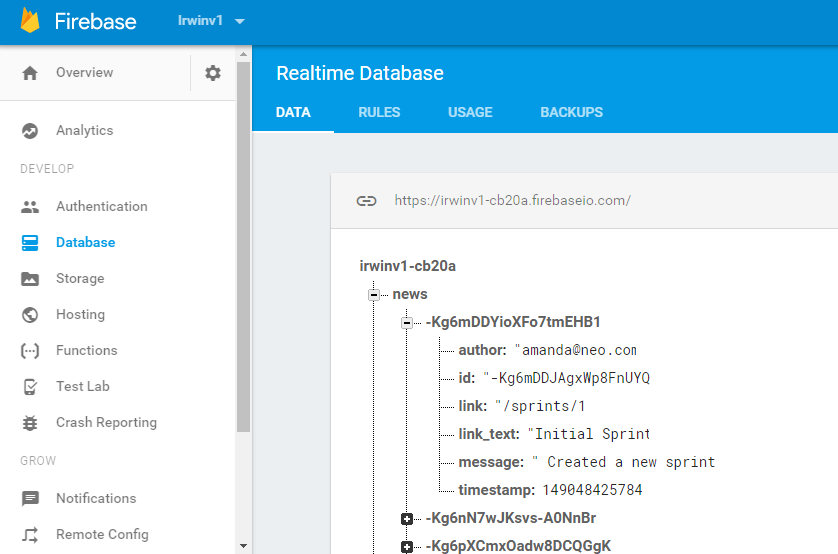 Firebase
Irwinv1
Overview
Analytics
DEVELOP
Authentication
Database
Storage
Hosting
Functions
Test Lab
Crash Reporting
GROW
Notifications
Remote Config
Realtime Database
DATA RULES USAGE BACKUPS
https://irwinv1-cb20a.firebaseio.com/
irwinv1-cb20a
news
-Kg6mDDYioXFo7tmEHB1
author: "amanda@neo.com
id: "-Kg6mDDJAgxWp8FnUYQ
link: "/sprints/1
link_text: "Initial Sprint
message: " Created a new sprint
timestamp: 149048425784
-Kg6nN7wJKsvs-A0NnBr
-Kg6pXCmxOadw8DCQGgK